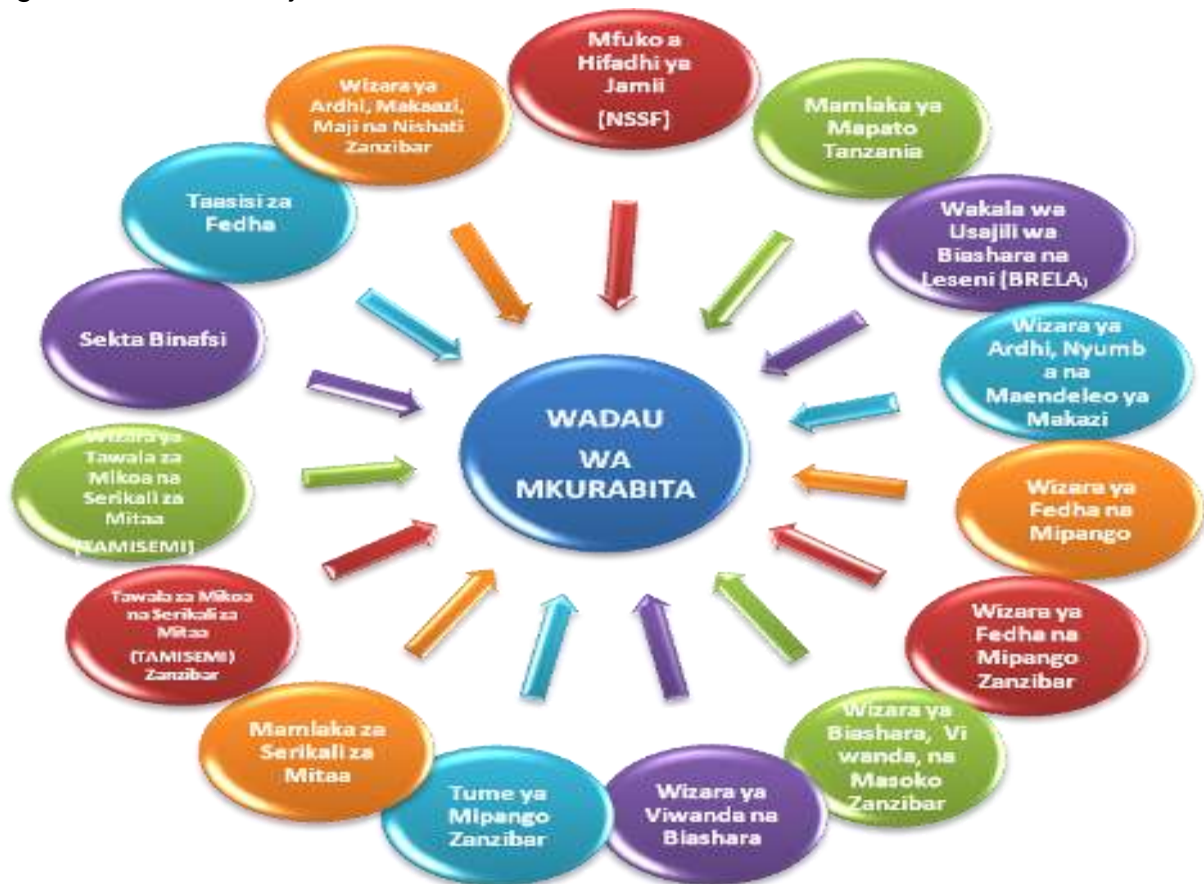 Mfuko a
Hifadhi ya
Jamii
[NSSF]
Mamlaka ya
Mapato
Tanzania
Wakala wa
Usajili wa
Biashara na
Leseni [BRELA)
Wizara ya
Ardhi, Nyumb
a na
Maendeleo ya
Makazi
Wizara ya
Fedha na
Mipango
Wizara ya
Fedha na
Mipango
Zanzibar
Wizara ya
Biashara, Vi
wanda, na
Masoko
Zanzibar
Wizara ya
Viwanda na
Biashara
Tume ya
Mipango
Zanzibar
Mamlaka za
Serikali za
Mitaa
Tawala za Mikoa
na Serikali za
Mitaa
(TAMISEMI)
Zanzibar
Wizara ya
Tawala za
Mikoa na
Serikali za
Mitaa
(TAMISEMI)
Sekta Binafsi
Taasisi za
Fedha
Wizara ya
Ardhi, Makaazi,
Maji na Nishati
Zanzibar
WADAU
WA
MKURABITA